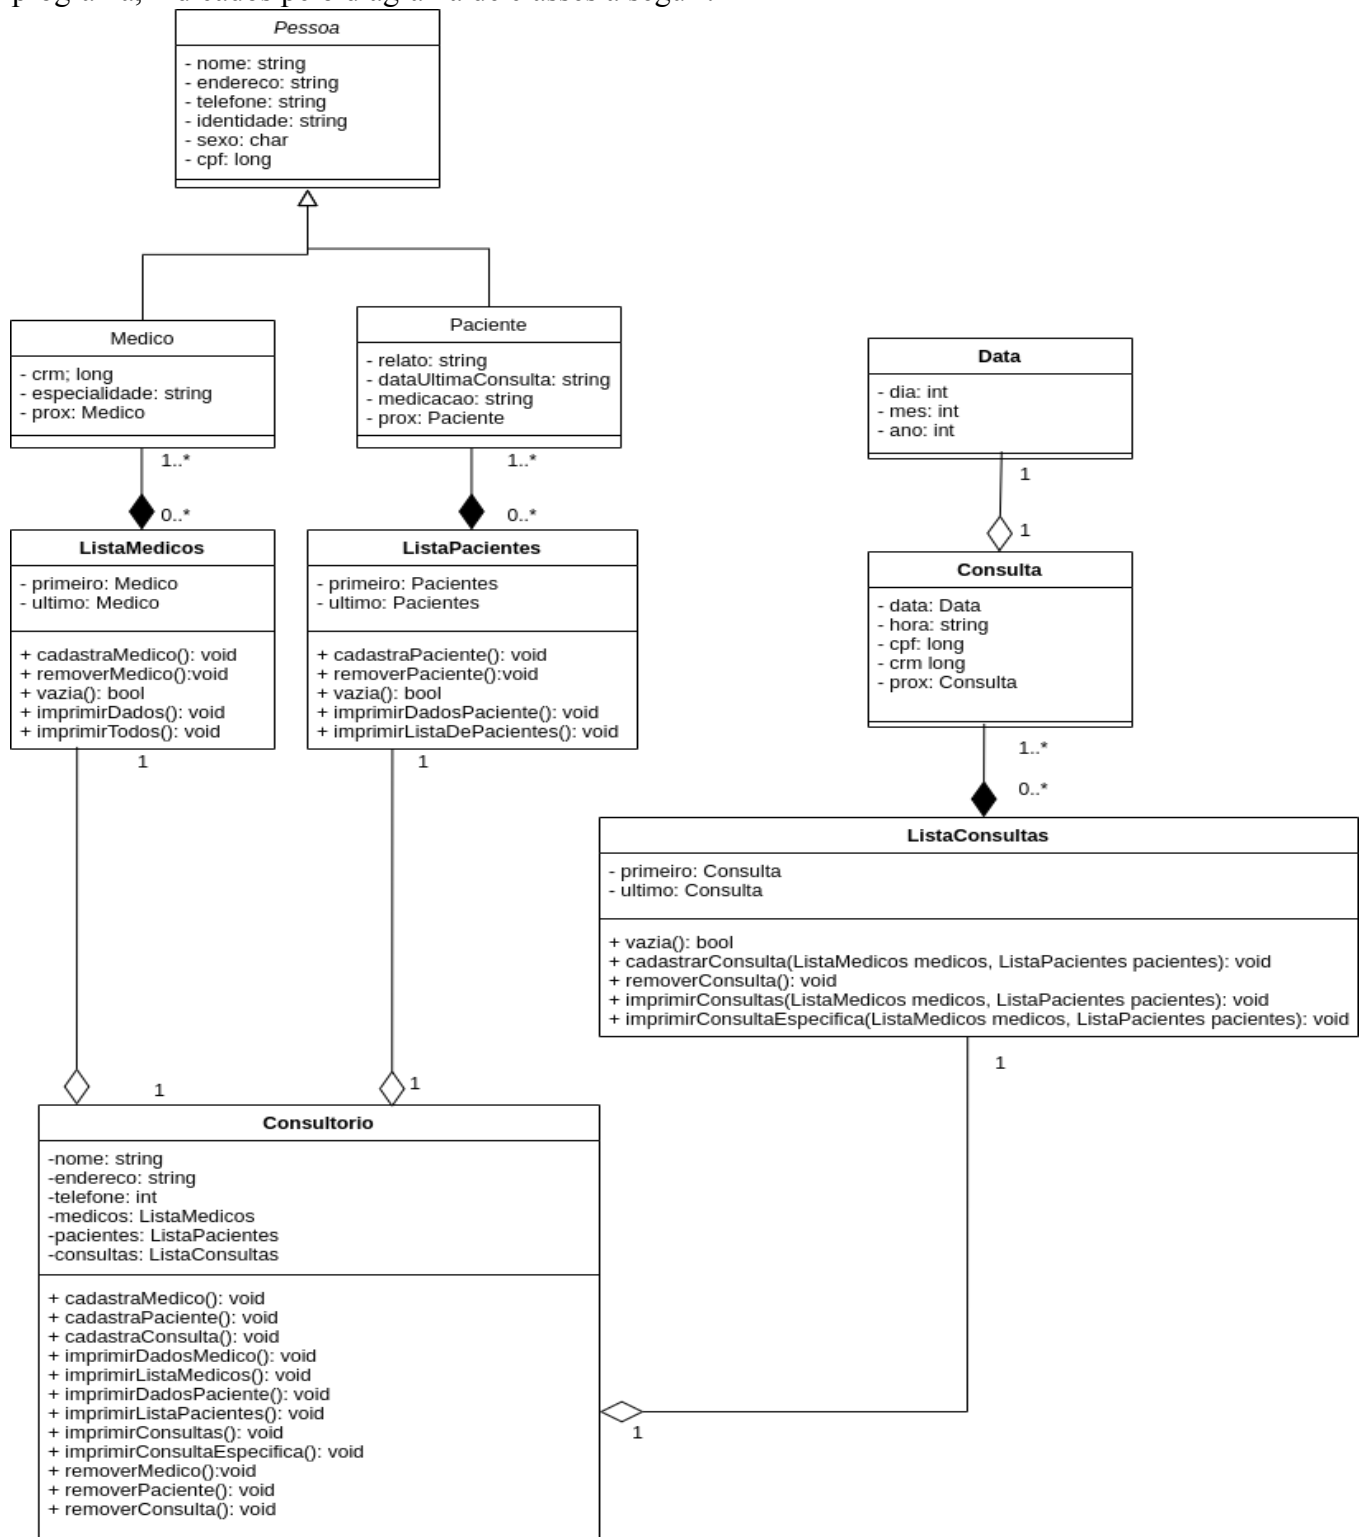 Pessoa
- nome: string
- endereco: string
- telefone: string
- identidade: string
- sexo: char
- cpf: long
Medico
- crm; long
- especialidade: string
- prox: Medico
1..*
0..*
Paciente
- relato: string
- dataUltimaConsulta: string
- medicacao: string
- prox: Paciente
1..*
0..*
Data
- dia: int
- mes: int
- ano: int
1
1
ListaMedicos
- primeiro: Medico
- ultimo: Medico
+ cadastraMedico(): void
+ removerMedico():void
+ vazia(): bool
+ imprimirDados(): void
+ imprimirTodos(): void
1
ListaPacientes
- primeiro: Pacientes
- ultimo: Pacientes
+ cadastraPaciente(): void
+ removerPaciente():void
+ vazia(): bool
+ imprimirDadosPaciente(): void
+ imprimirListaDePacientes(): void
1
Consulta
- data: Data
- hora: string
- cpf: long
- crm long
- prox: Consulta
1..*
0..*
ListaConsultas
- primeiro: Consulta
- ultimo: Consulta
+ vazia(): bool
+ cadastrarConsulta(ListaMedicos medicos, ListaPacientes pacientes): void
+ removerConsulta(): void
+ imprimirConsultas(ListaMedicos medicos, ListaPacientes pacientes): void
+ imprimirConsultaEspecifica(ListaMedicos medicos, ListaPacientes pacientes): void
1
1
1
Consultorio
-nome: string
-endereco: string
-telefone: int
-medicos: ListaMedicos
-pacientes: ListaPacientes
-consultas: ListaConsultas
+ cadastraMedico(): void
+ cadastraPaciente(): void
+ cadastraConsulta(): void
+ imprimirDadosMedico(): void
+ imprimirListaMedicos(): void
+ imprimirDadosPaciente(): void
+ imprimirListaPacientes(): void
+ imprimirConsultas(): void
+ imprimirConsultaEspecifica(): void
+ removerMedico():void
+ removerPaciente(): void
+ removerConsulta(): void
1